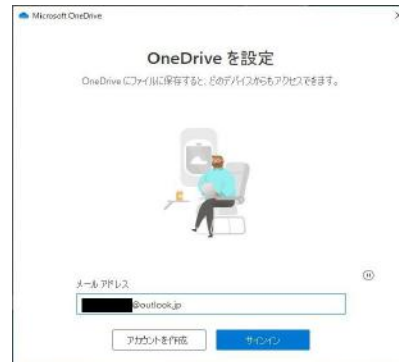 Microsoft OneDrive
OneDrive を設定
OneDrive にファイルに保存すると、どのデバイスからもアクセスできます。
メール アドレス
@outlook.jp
アカウントを作成
サインイン